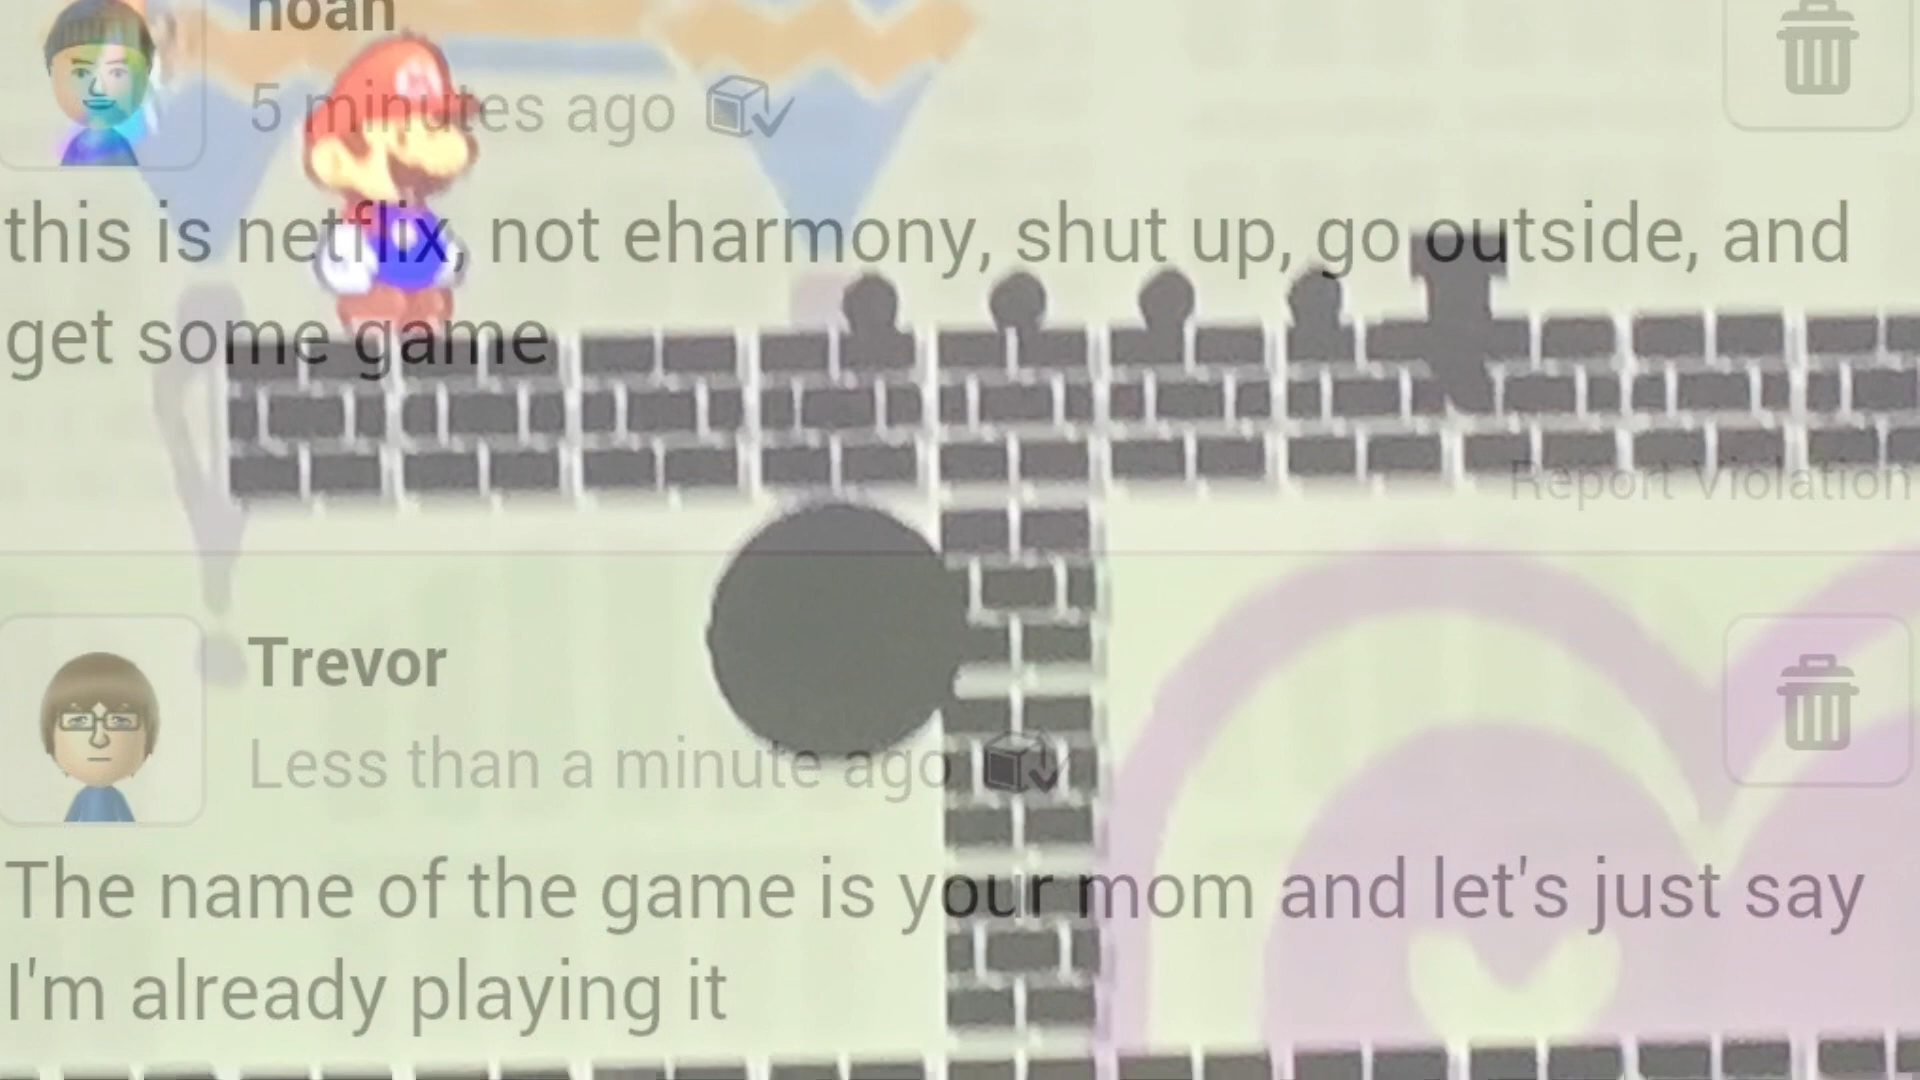 noah
5 minutes ago
this is netflix, not eharmony, shut up, go outside, and
get some game
Report Violation
Trevor
Less than a minute ago
The name of the game is your mom and let's just say
I'm already playing it